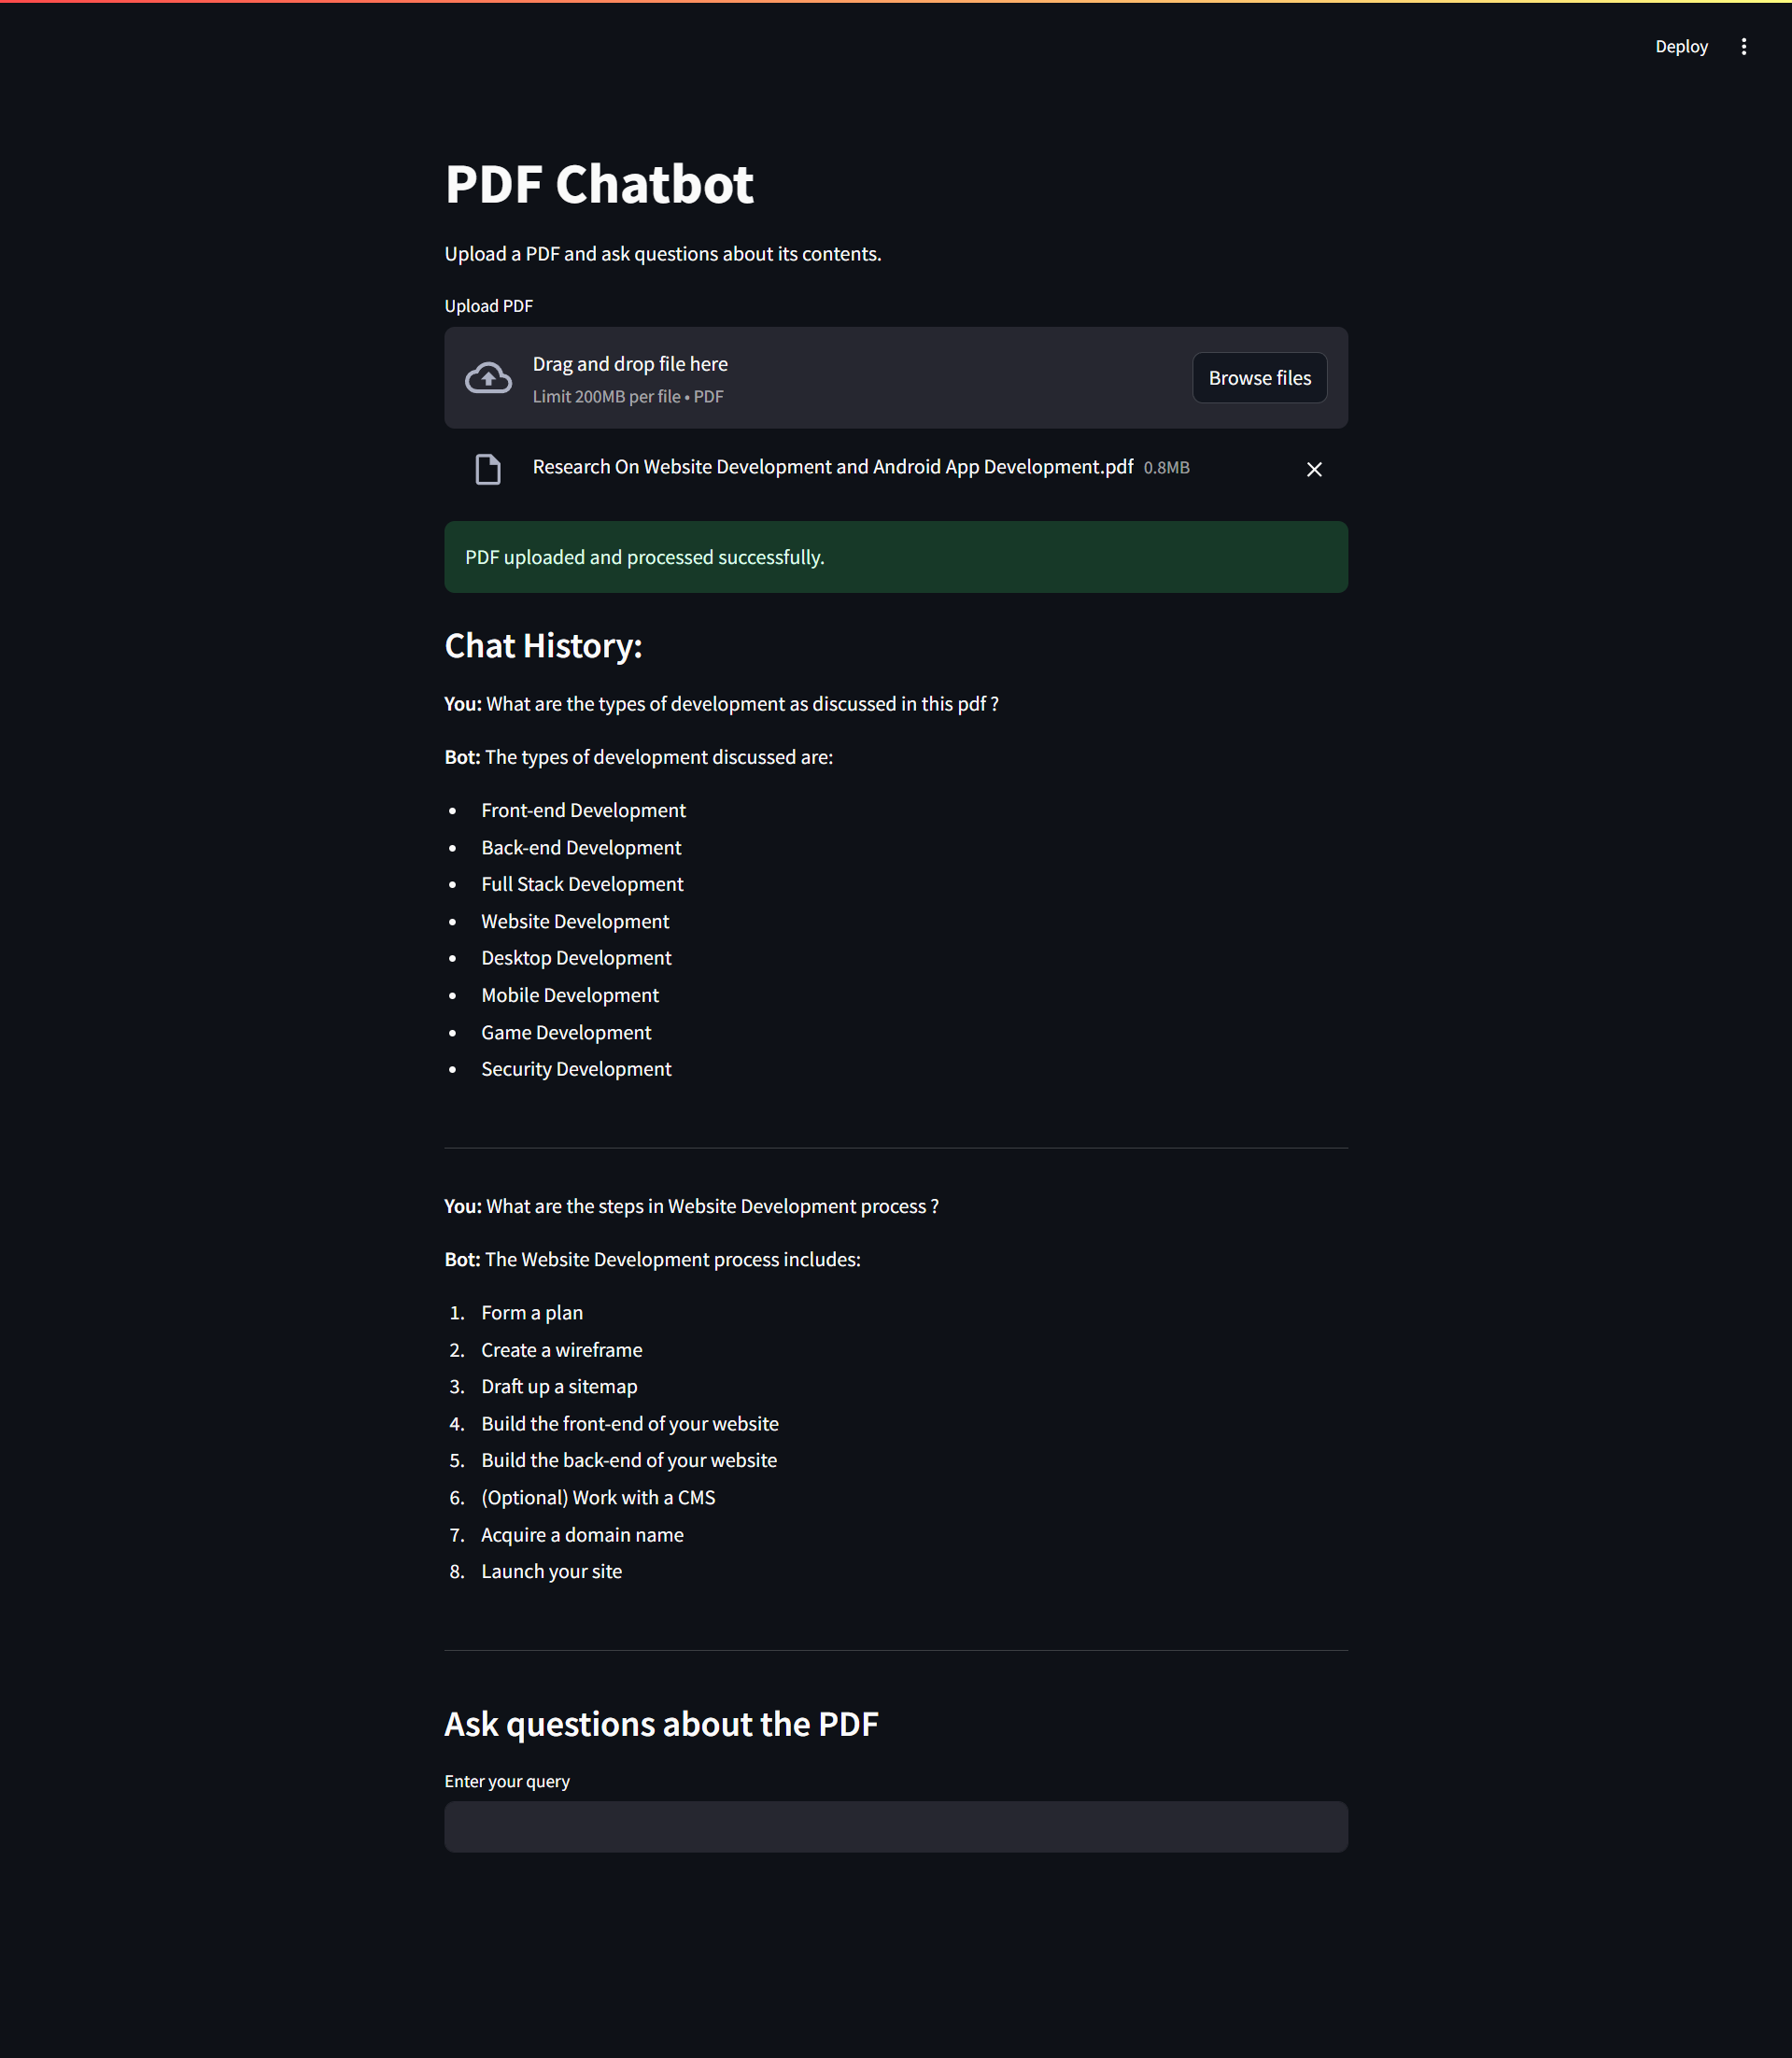 Deploy
PDF Chatbot
Upload a PDF and ask questions about its contents.
Upload PDF
Drag and drop file here
Limit 200MB per file • PDF
Browse files
Research On Website Development and Android App Development.pdf 0.8MB
PDF uploaded and processed successfully.
Chat History:
You: What are the types of development as discussed in this pdf ?
Bot: The types of development discussed are:
• Front-end Development
• Back-end Development
• Full Stack Development
• Website Development
• Desktop Development
• Mobile Development
• Game Development
• Security Development
You: What are the steps in Website Development process ?
Bot: The Website Development process includes:
1. Form a plan
2. Create a wireframe
3. Draft up a sitemap
4. Build the front-end of your website
5. Build the back-end of your website
6. (Optional) Work with a CMS
7. Acquire a domain name
8. Launch your site
Ask questions about the PDF
Enter your query